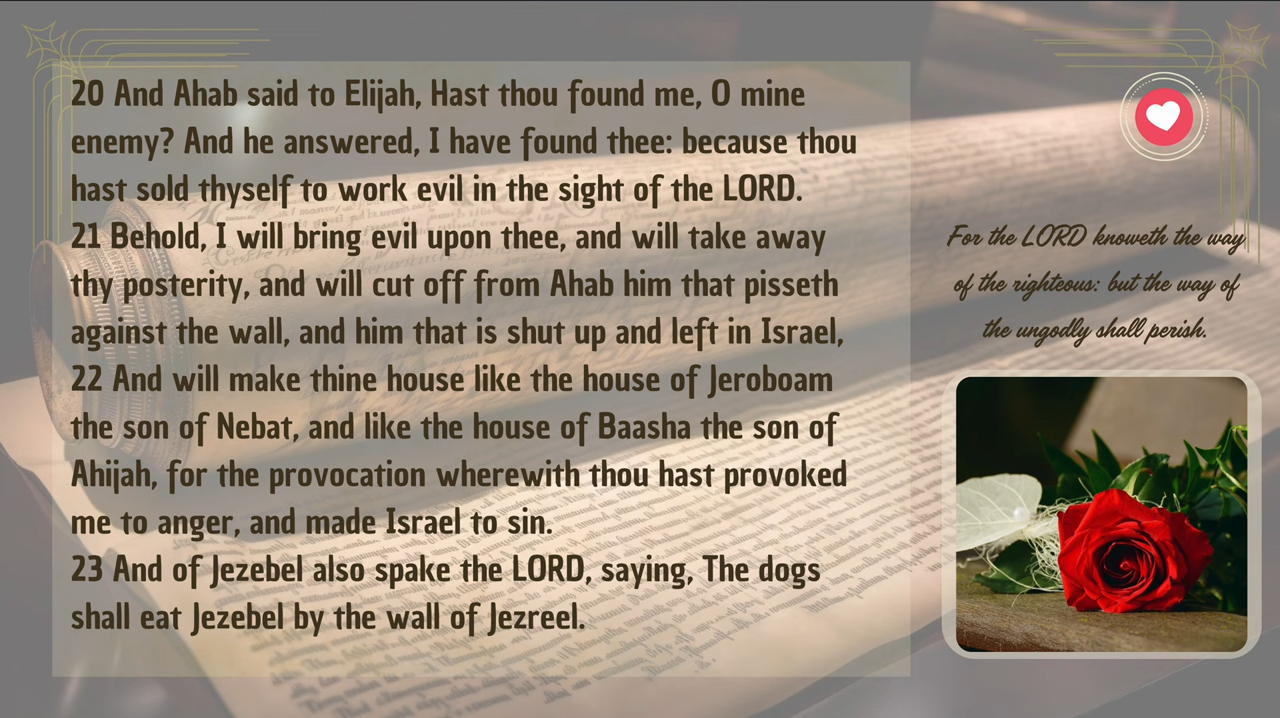 20 And Ahab said to Elijah, Hast thou found me, O mine
enemy? And he answered, I have found thee: because thou
hast sold thyself to work evil in the sight of the LORD.
21 Behold, I will bring evil upon thee, and will take away
thy posterity, and will cut off from Ahab him that pisseth
against the wall, and him that is shut up and left in Israel,
22 And will make thine house like the house of Jeroboam
the son of Nebat, and like the house of Baasha the son of
Ahijah, for the provocation wherewith thou hast provoked
me to anger, and made Israel to sin.
23 And of Jezebel also spake the LORD, saying, The dogs
shall eat Jezebel by the wall of Jezreel.
For the LORD knoweth the way
of the righteous: but the way of
the ungodly shall perish.